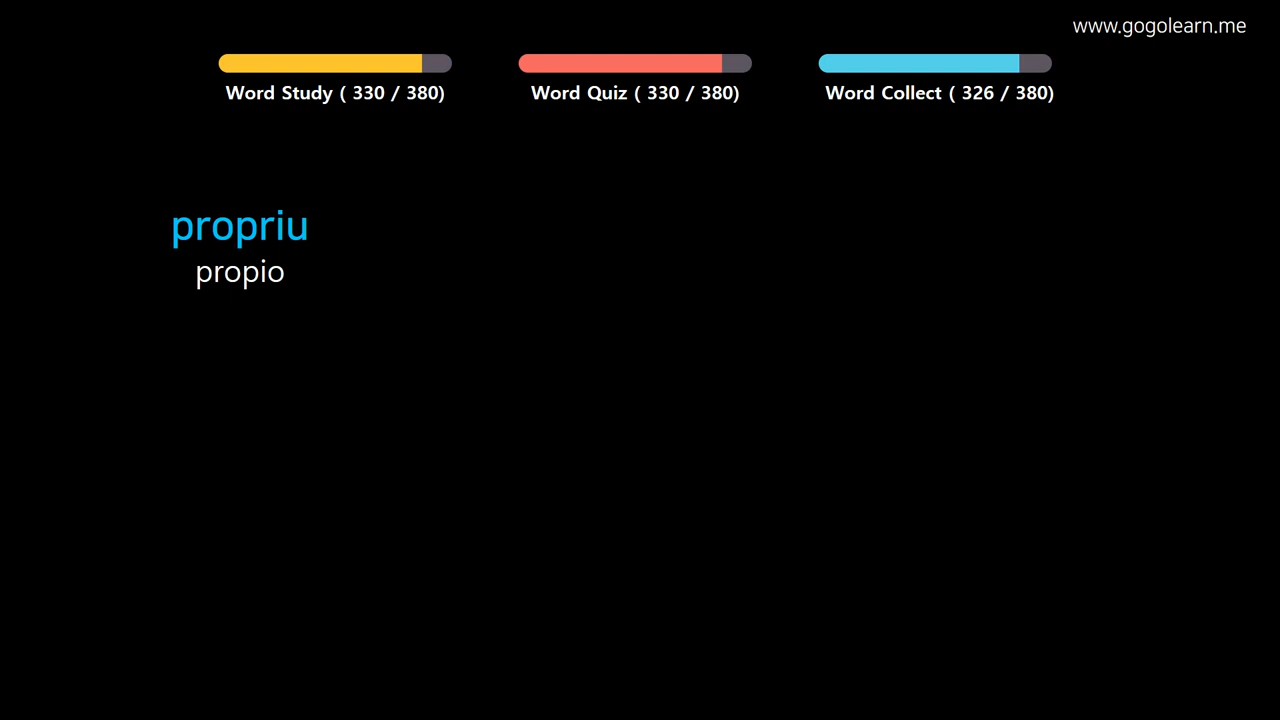 www.gogolearn.me
Word Study ( 330 / 380)
Word Quiz ( 330 / 380)
Word Collect ( 326 / 380)
propriu
propio